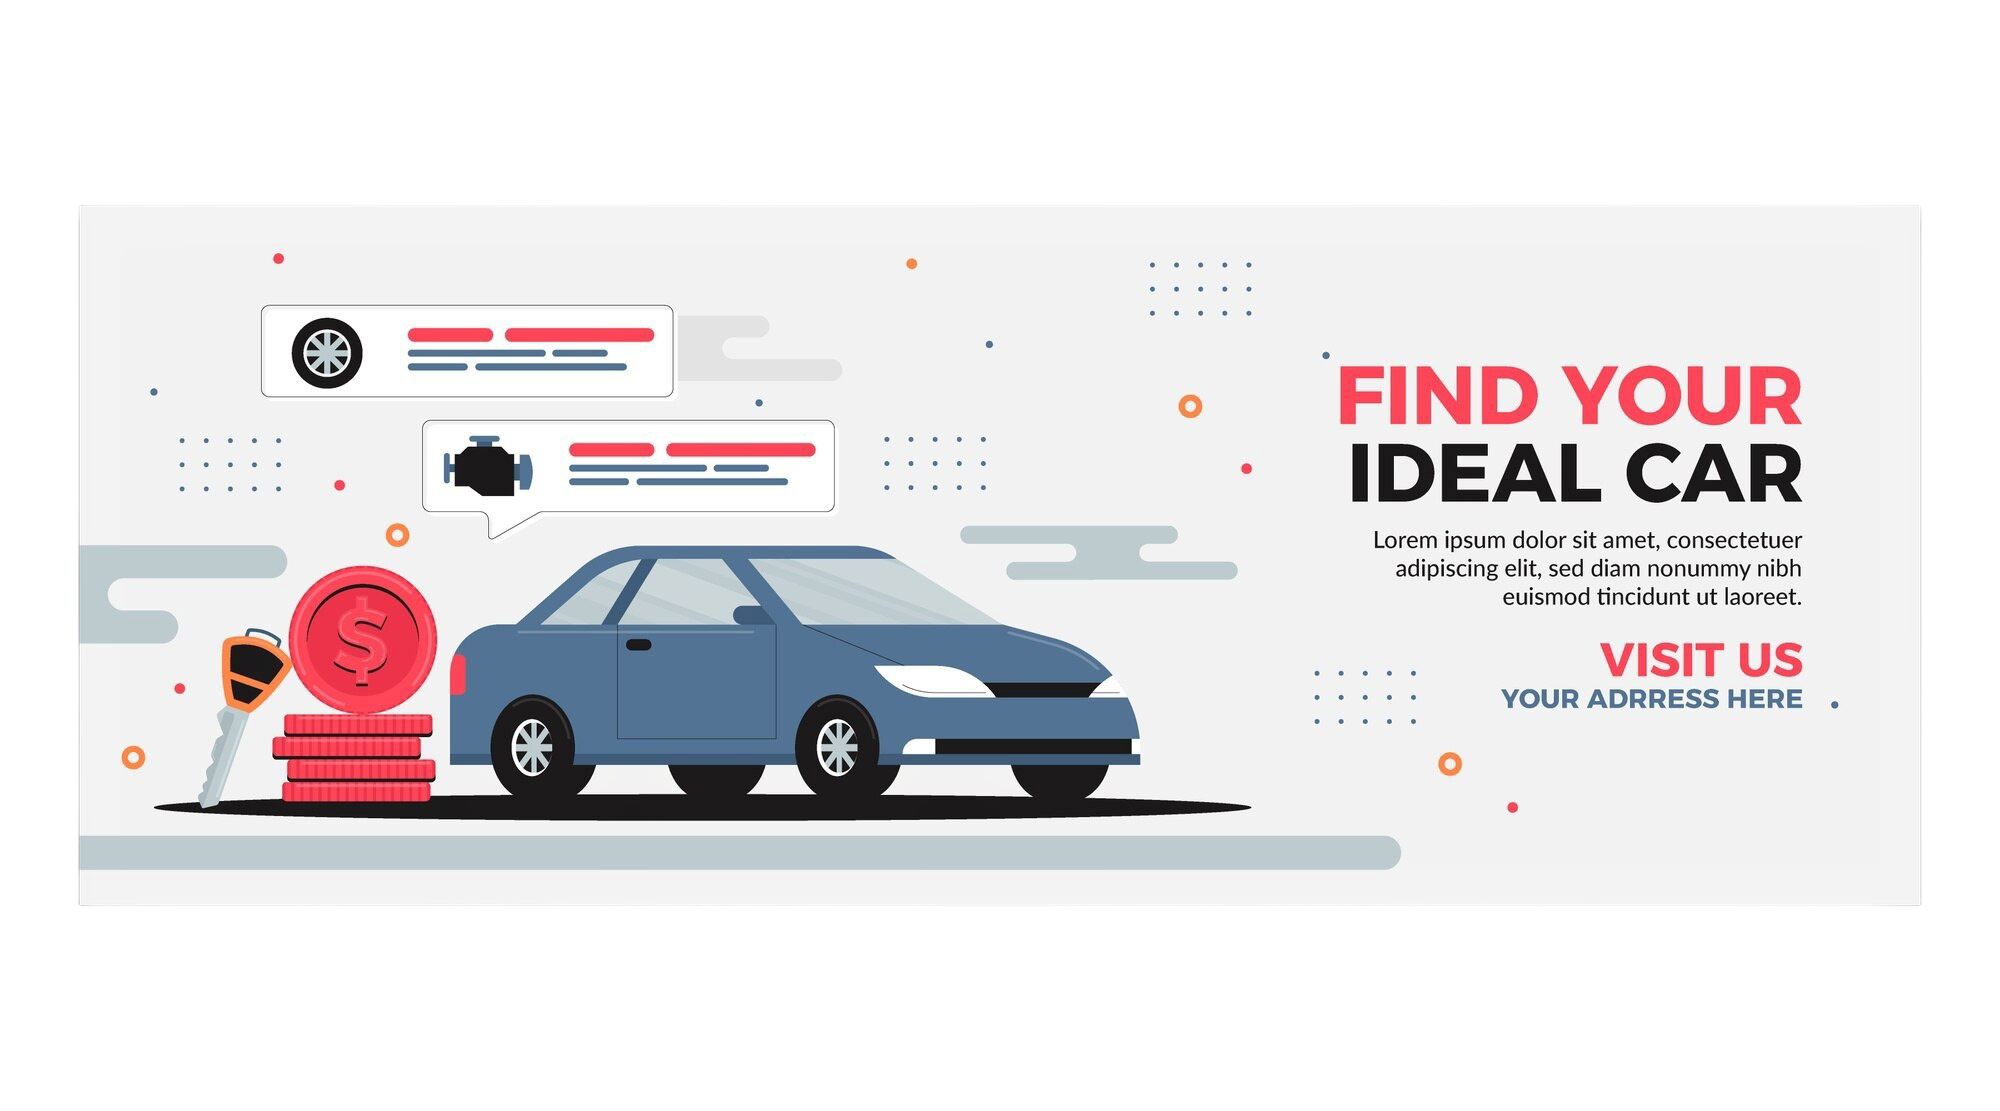 $
FIND YOUR
IDEAL CAR
Lorem ipsum dolor sit amet, consectetuer
adipiscing elit, sed diam nonummy nibh
euismod tincidunt ut laoreet.
VISIT US
YOUR ADRRESS HERE